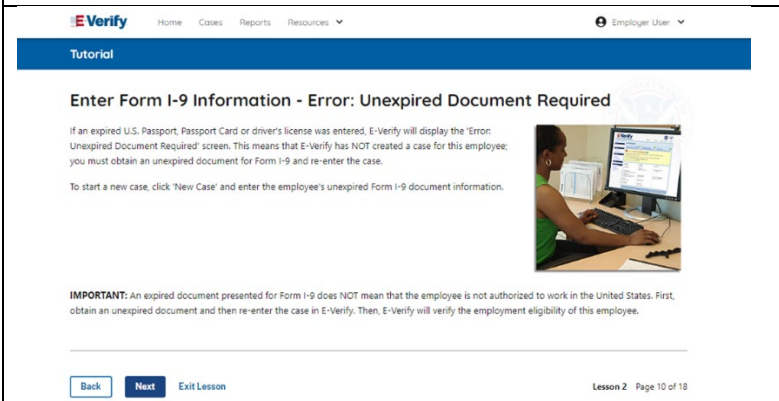 E-Verify Home Cases Reports Resources Employer User
Tutorial
Enter Form I-9 Information - Error: Unexpired Document Required
If an expired U.S. Passport, Passport Card or driver's license was entered, E-Verify will display the 'Error:
Unexpired Document Required' screen. This means that E-Verify has NOT created a case for this employee;
you must obtain an unexpired document for Form I-9 and re-enter the case.
To start a new case, click 'New Case' and enter the employee's unexpired Form I-9 document information.
IMPORTANT: An expired document presented for Form I-9 does NOT mean that the employee is not authorized to work in the United States. First,
obtain an unexpired document and then re-enter the case in E-Verify. Then, E-Verify will verify the employment eligibility of this employee.
Back Next Exit Lesson Lesson 2 Page 10 of 18